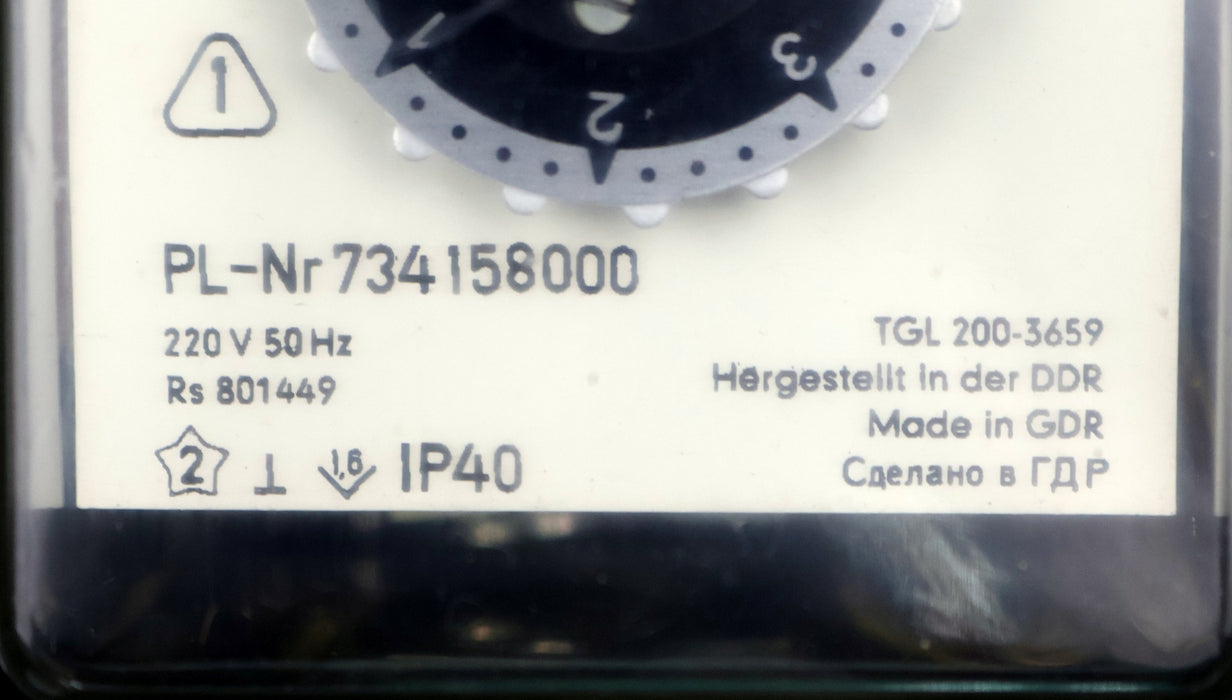 1
2
3
1
PL-Nr 734158000
220 V 50 Hz
Rs 801449
2 ⊥ 1,6 IP40
TGL 200-3659
Hergestellt in der DDR
Made in GDR
Сделано в ГДР